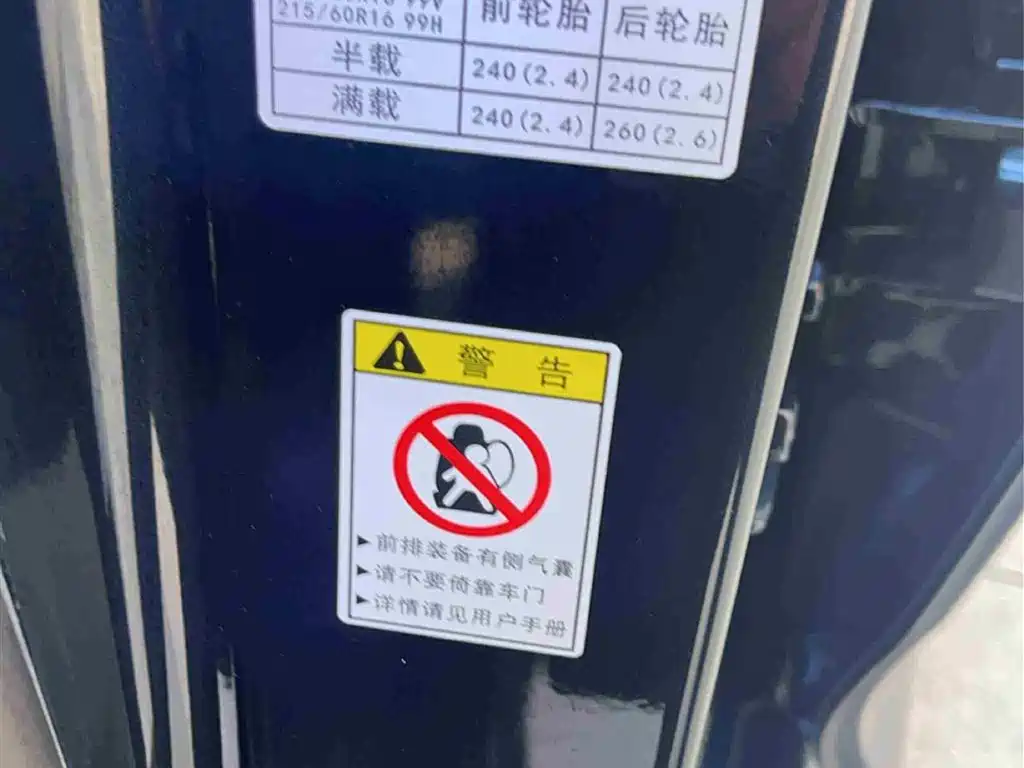 215/60R16 99H
前轮胎 后轮胎
半载 240(2.4) 240(2.4)
满载 240(2.4) 260(2.6)
警告
▶前排装备有侧气囊
▶请不要倚靠车门
▶详情请见用户手册